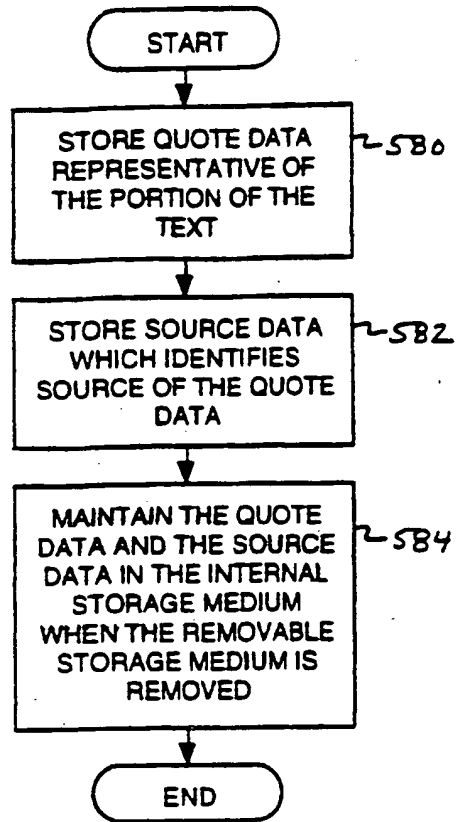 START
STORE QUOTE DATA
REPRESENTATIVE OF
THE PORTION OF THE
TEXT
580
STORE SOURCE DATA
WHICH IDENTIFIES
SOURCE OF THE QUOTE
DATA
582
MAINTAIN THE QUOTE
DATA AND THE SOURCE
DATA IN THE INTERNAL
STORAGE MEDIUM
WHEN THE REMOVABLE
STORAGE MEDIUM IS
REMOVED
584
END